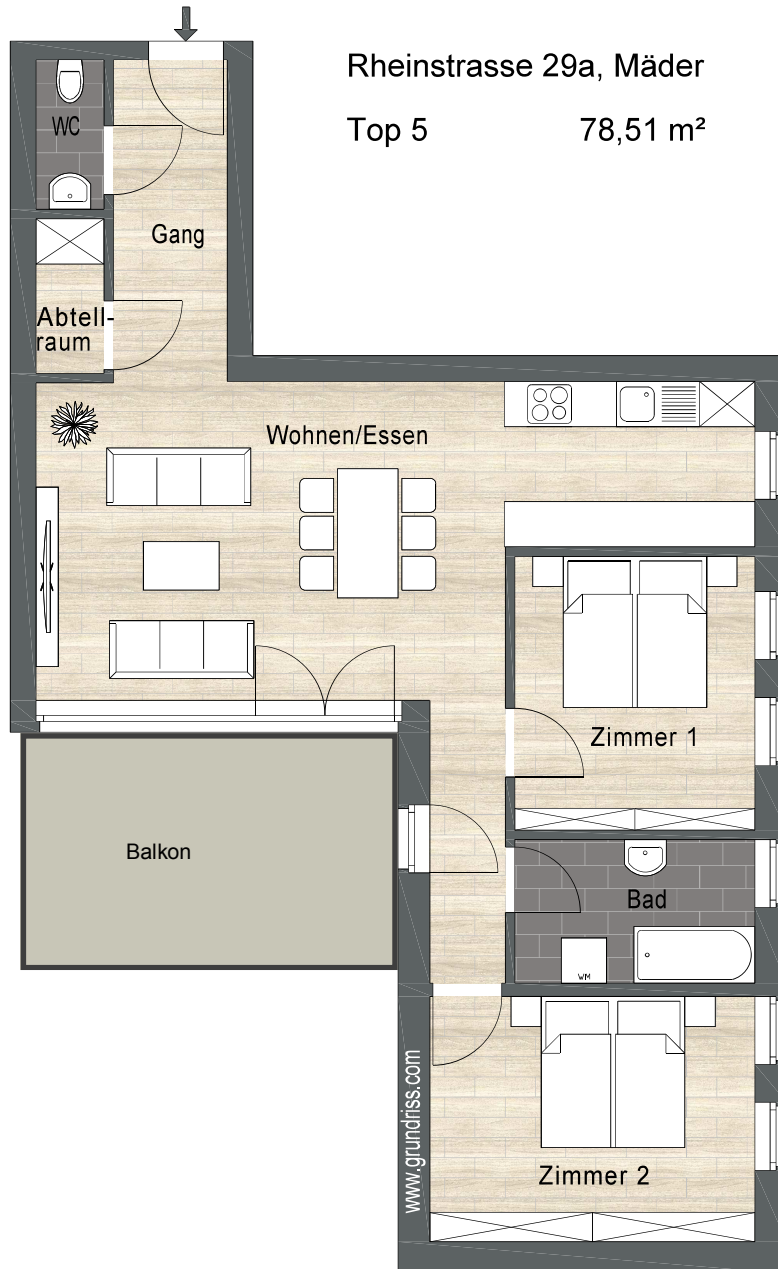 Rheinstrasse 29a, Mäder
Top 5 78,51 m²
WC
Gang
Abtell-
raum
Wohnen/Essen
Zimmer 1
Balkon
Bad
WM
www.grundriss.com
Zimmer 2